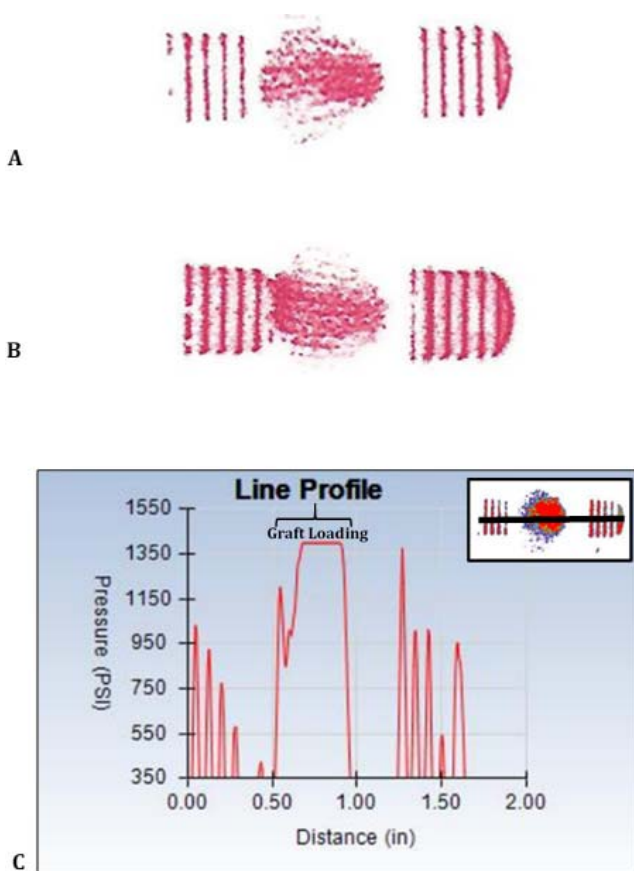 A
B
Line Profile
Graft Loading
Pressure (PSI)
1550
1350
1150
950
750
550
350
0.00 0.50 1.00 1.50 2.00
Distance (in)
C